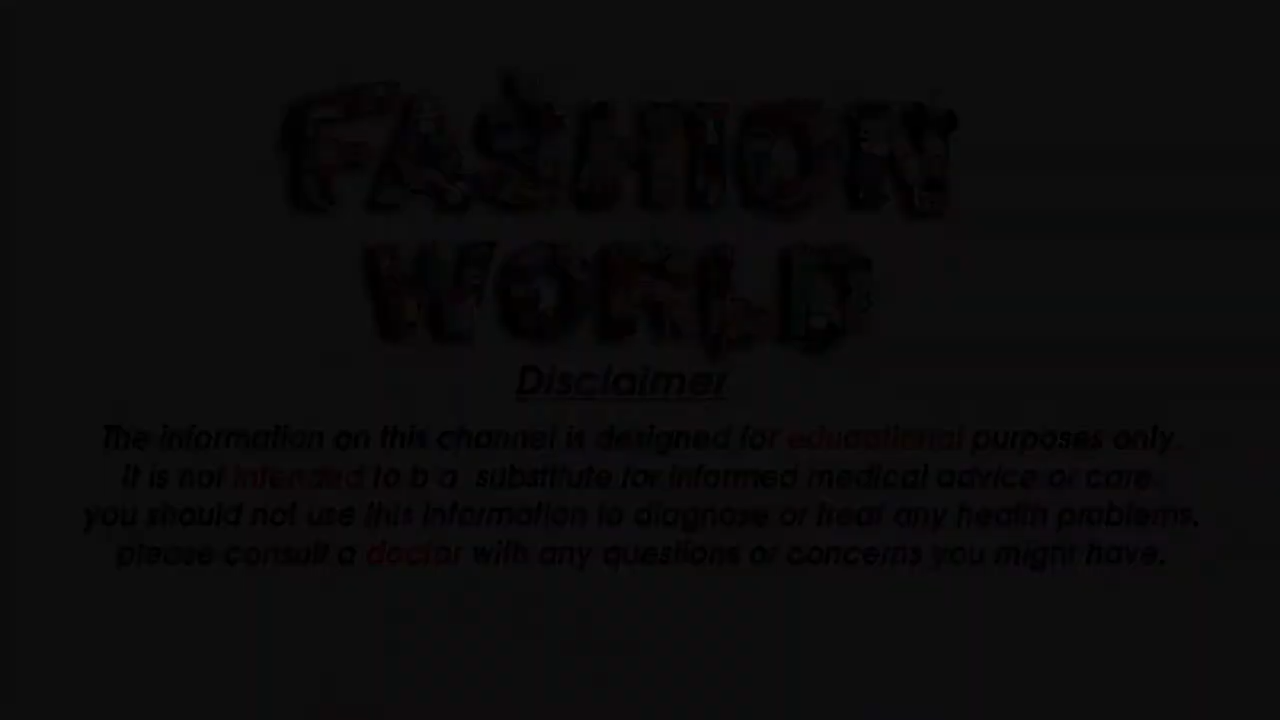 FASHION
WORLD
Disclaimer
The information on this channel is designed for educational purposes only.
It is not intended to b a substitute for informed medical advice or care.
you should not use this information to diagnose or treat any health problems.
please consult a doctor with any questions or concerns you might have.